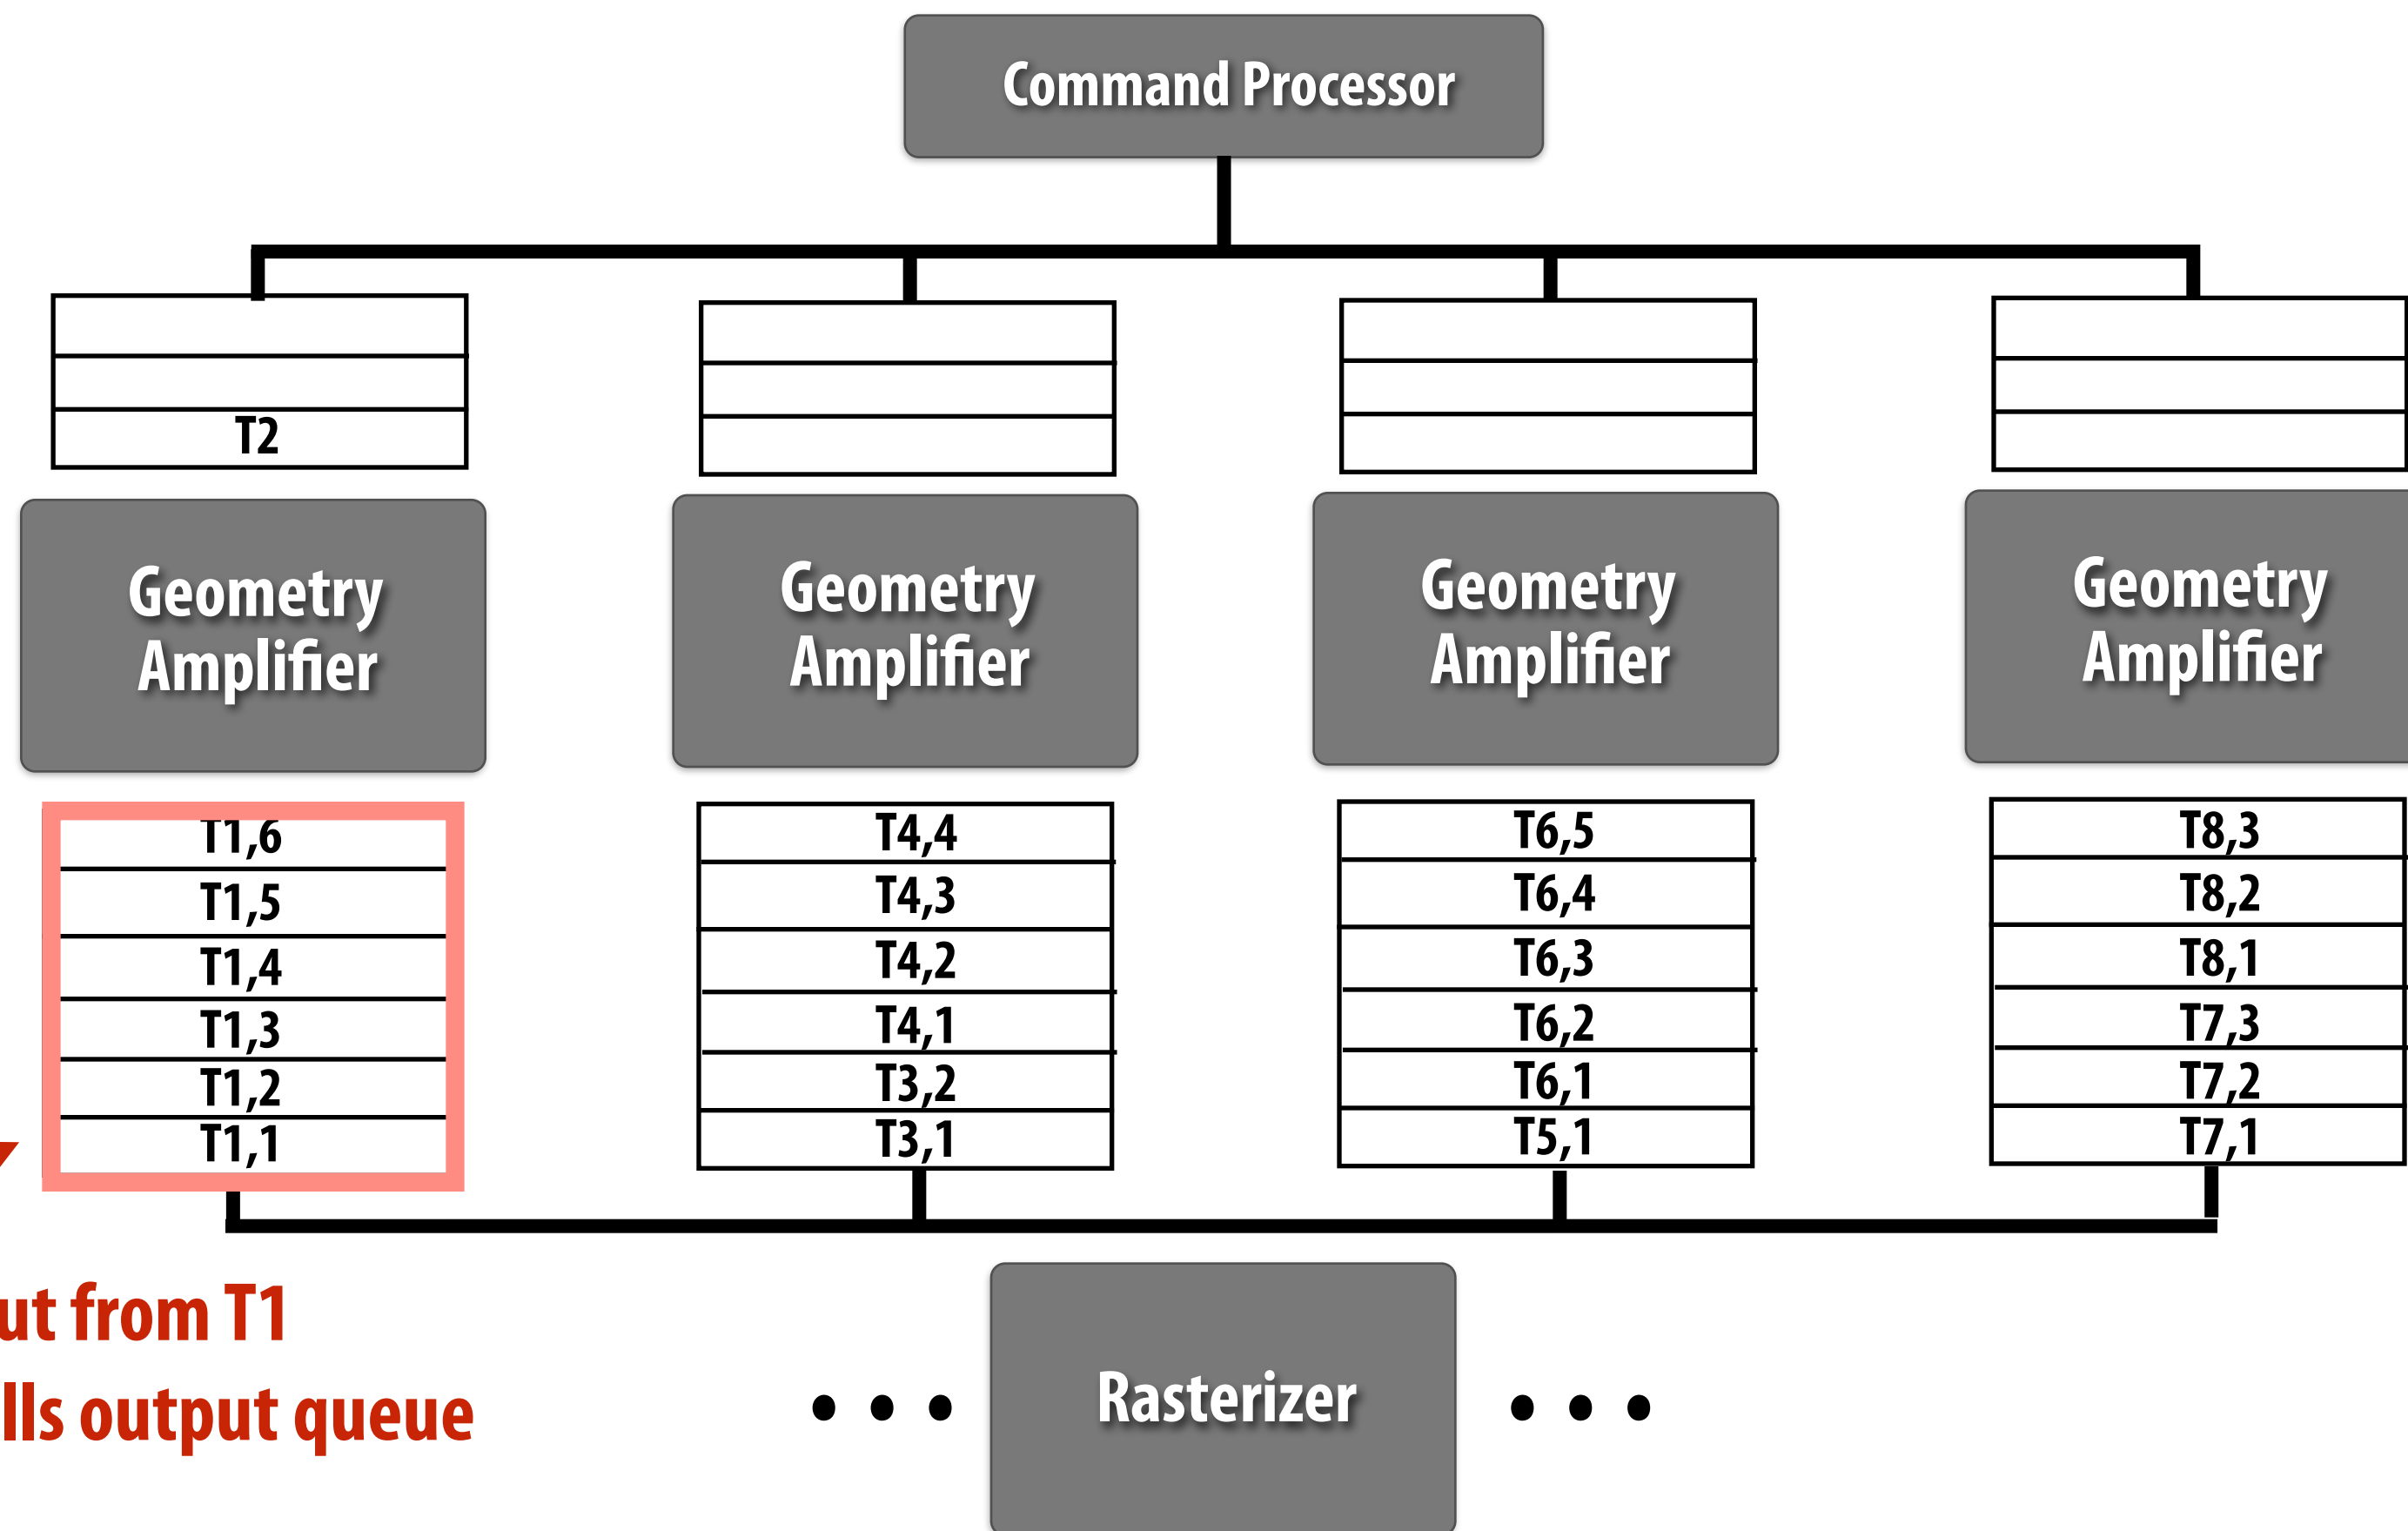 Command Processor
T2
Geometry
Amplifier
Geometry
Amplifier
Geometry
Amplifier
Geometry
Amplifier
T1,6
T1,5
T1,4
T1,3
T1,2
T1,1
T4,4
T4,3
T4,2
T4,1
T3,2
T3,1
T6,5
T6,4
T6,3
T6,2
T6,1
T5,1
T8,3
T8,2
T8,1
T7,3
T7,2
T7,1
from T1
output queue
Rasterizer